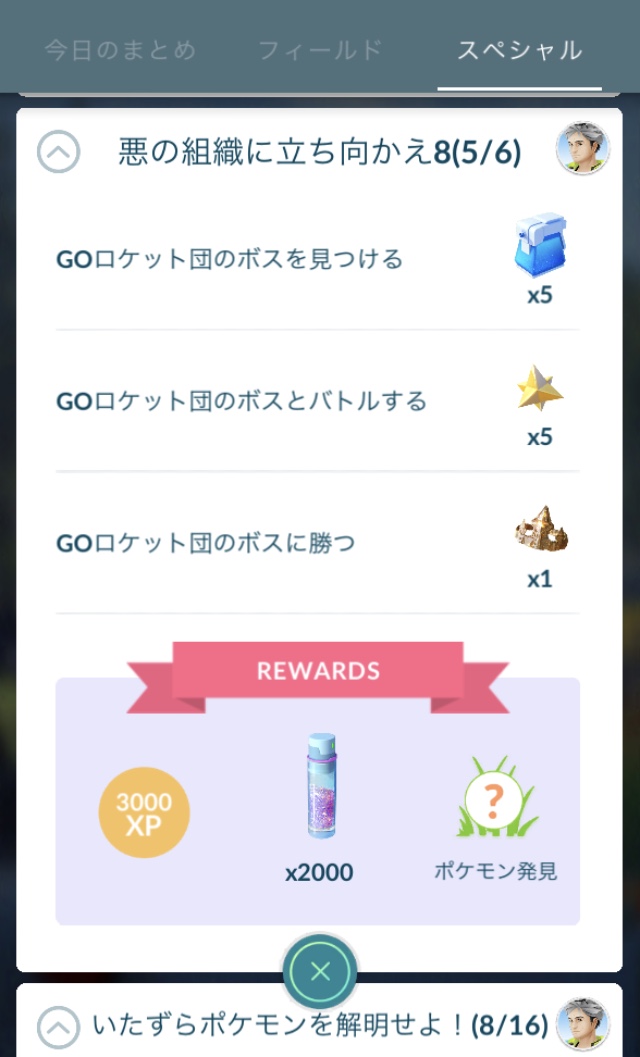 今日のまとめ フィールド スペシャル
悪の組織に立ち向かえ8(5/6)
GOロケット団のボスを見つける
x5
GOロケット団のボスとバトルする
x5
GOロケット団のボスに勝つ
x1
REWARDS
3000
XP
?
x2000
ポケモン発見
いたずらポケモンを解明せよ！(8/16)